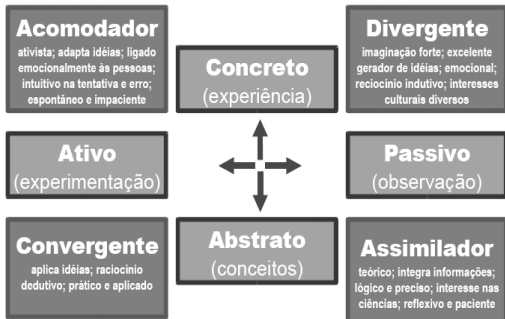 Acomodador
ativista; adapta idéias; ligado
emocionalmente às pessoas;
intuitivo na tentativa e erro;
espontâneo e impaciente
Concreto
(experiência)
Divergente
imaginação forte; excelente
gerador de idéias; emocional;
reciocínio indutivo; interesses
culturais diversos
Ativo
(experimentação)
Passivo
(observação)
Convergente
aplica idéias; raciocínio
dedutivo; prático e aplicado
Abstrato
(conceitos)
Assimilador
teórico; integra informações;
lógico e preciso; interesse nas
ciências; reflexivo e paciente